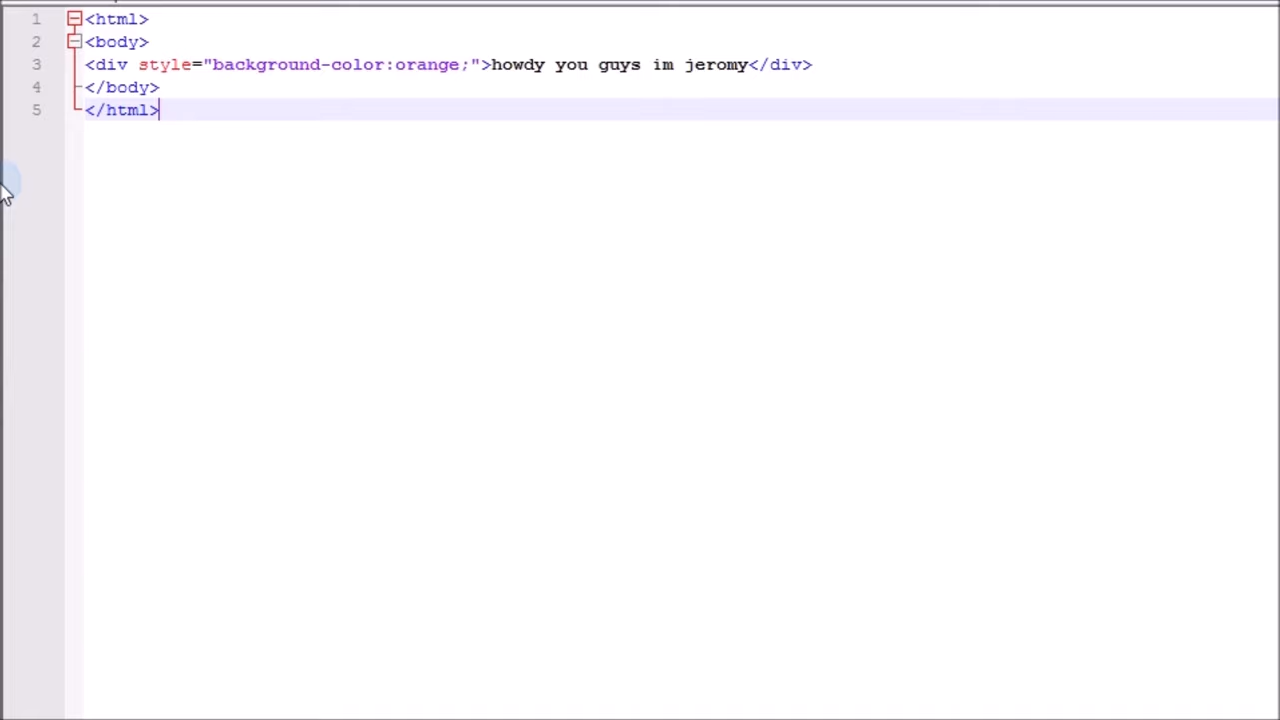 1 <html>
2 <body>
3 <div style="background-color:orange;">howdy you guys im jeromy</div>
4 </body>
5 </html>